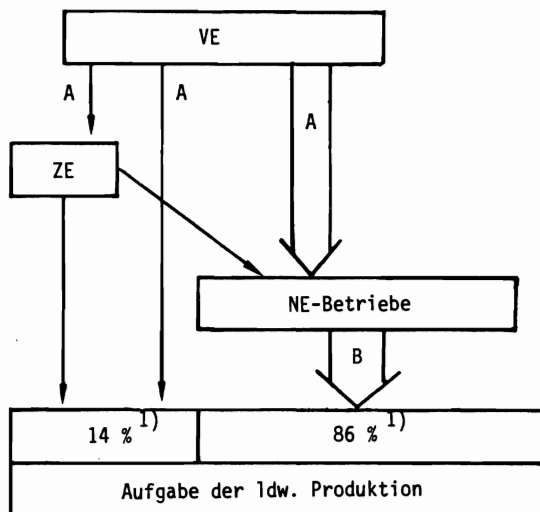 VE
A A
A
ZE
NE-Betriebe
B
14 % 1) 86 % 1)
Aufgabe der ldw. Produktion